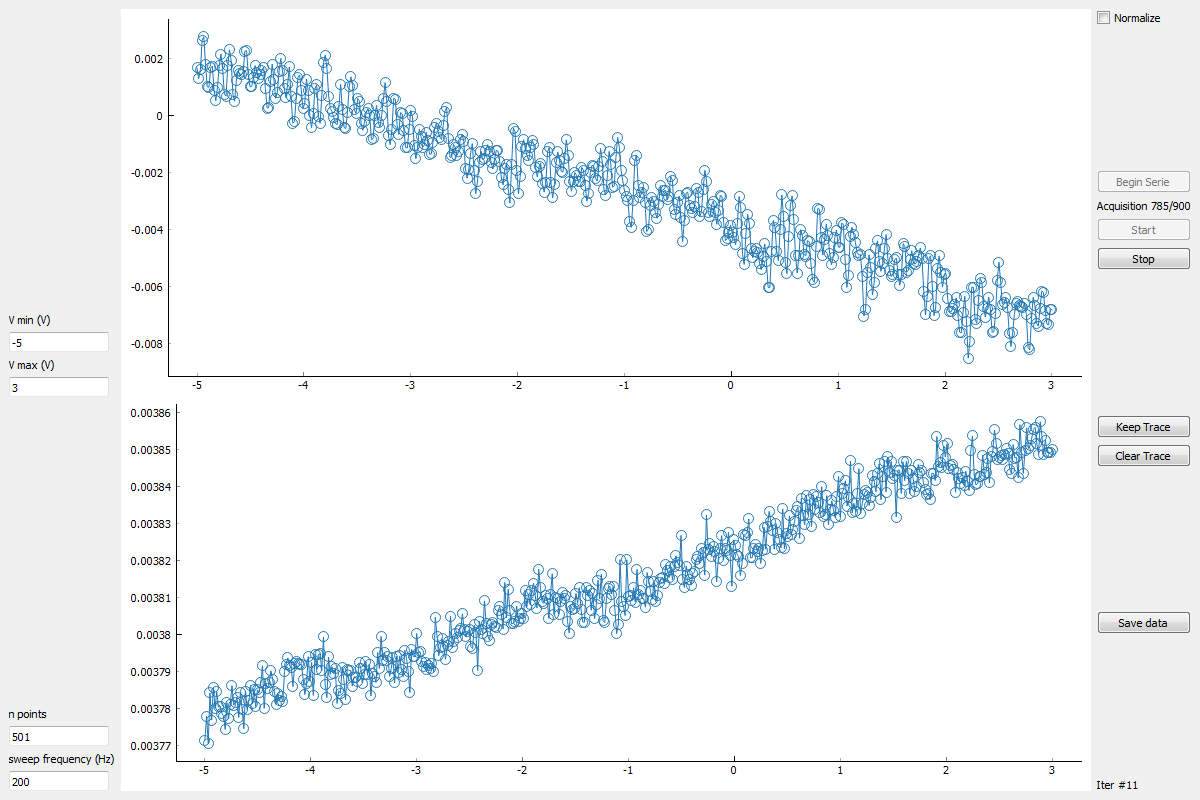 Normalize
0.002
0
-0.002
-0.004
-0.006
-0.008
-5
-4
-3
-2
-1
0
1
2
3
Begin Serie
Acquisition 785/900
Start
Stop
V min (V)
-5
V max (V)
3
0.00386
0.00385
0.00384
0.00383
0.00382
0.00381
0.0038
0.00379
0.00378
0.00377
-5
-4
-3
-2
-1
0
1
2
3
Keep Trace
Clear Trace
Save data
n points
501
sweep frequency (Hz)
200
Iter #11